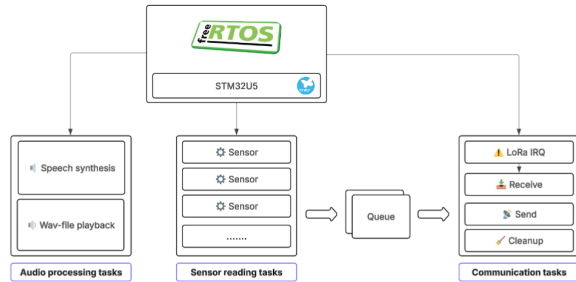 free RTOS
STM32U5
Speech synthesis
Wav-file playback
Audio processing tasks
Sensor
Sensor
Sensor
.......
Sensor reading tasks
Queue
LoRa IRQ
Receive
Send
Cleanup
Communication tasks